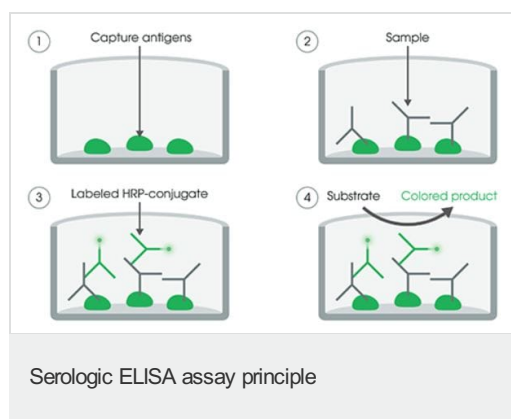 1 Capture antigens
2 Sample
3 Labeled HRP-conjugate
4 Substrate Colored product
Serologic ELISA assay principle